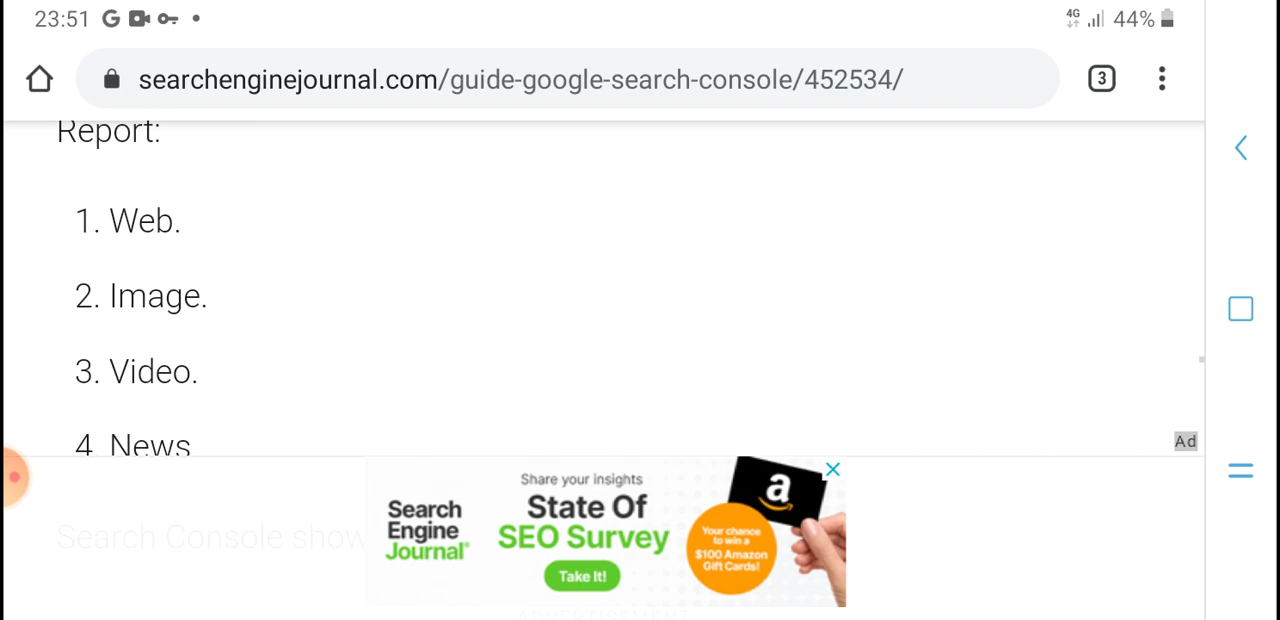 23:51 G
4G 44%
searchenginejournal.com/guide-google-search-console/452534/
3
Report:
1. Web.
2. Image.
3. Video.
4 News
Ad
Search Console show
Search
Engine
Journal
Share your insights
State Of
SEO Survey
Take It!
a
Your chance
to win a
$100 Amazon
Gift Cards!
ADVERTISEMENT